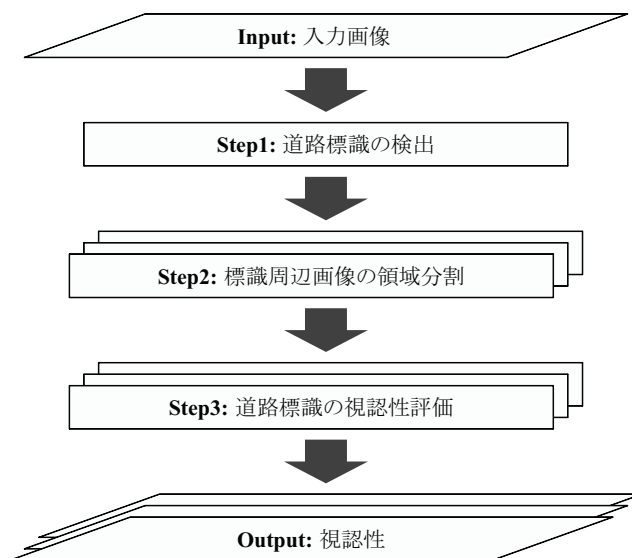 Input: 入力画像
Step1: 道路標識の検出
Step2: 標識周辺画像の領域分割
Step3: 道路標識の視認性評価
Output: 視認性